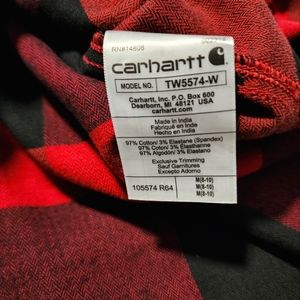 RN#14806
carhartt
MODEL NO. TW5574-W
Carhartt, Inc. P.O. Box 600
Dearborn, MI 48121 USA
carhartt.com
Made in India
Fabriqué en Inde
Hecho en India
97% Cotton/ 3% Elastane (Spandex)
97% Coton/ 3% Elasthanne
97% Algodón/ 3% Elastano
Exclusive Trimming
Sauf Garnitures
Excepto Adorno
105574 R64
M(8-10)
M(8-10)
M(8-10)